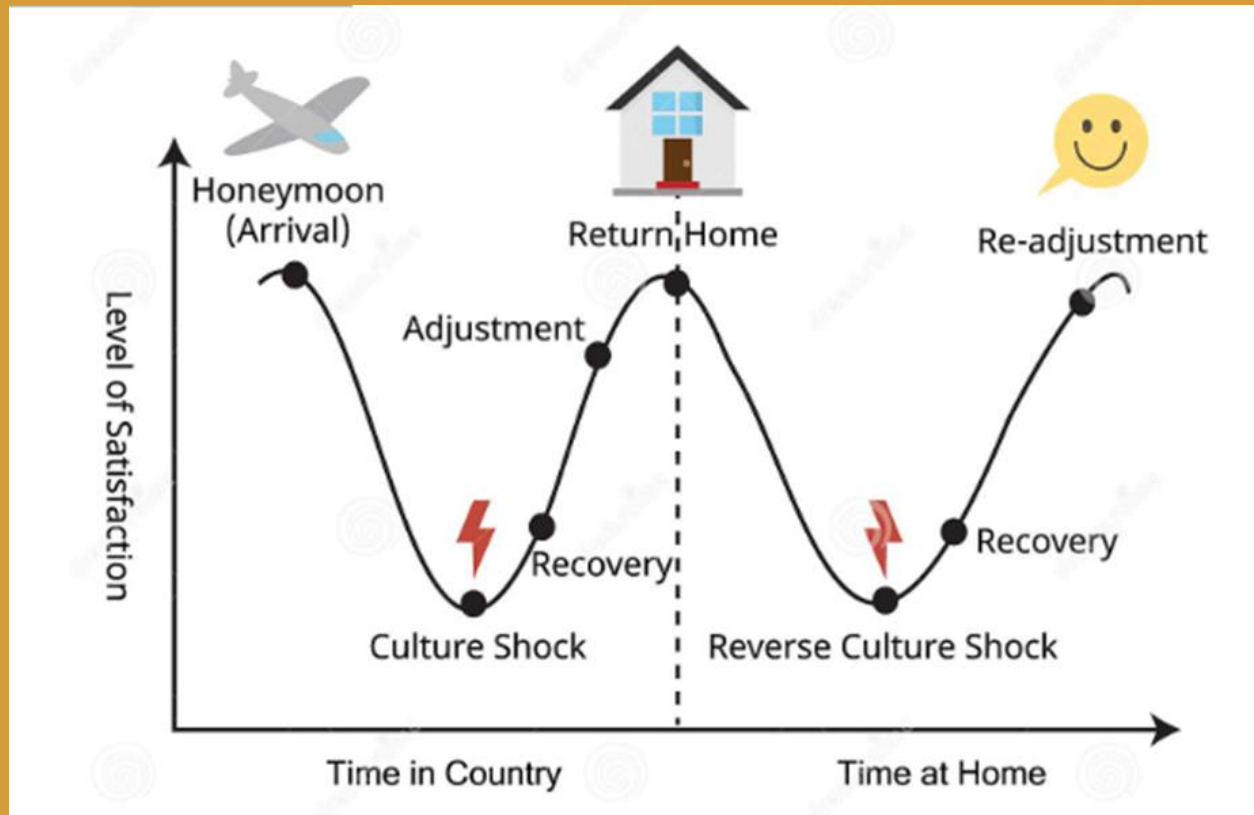 Honeymoon
(Arrival)
Return Home
Re-adjustment
Adjustment
Level of Satisfaction
Recovery
Recovery
Culture Shock
Reverse Culture Shock
Time in Country
Time at Home